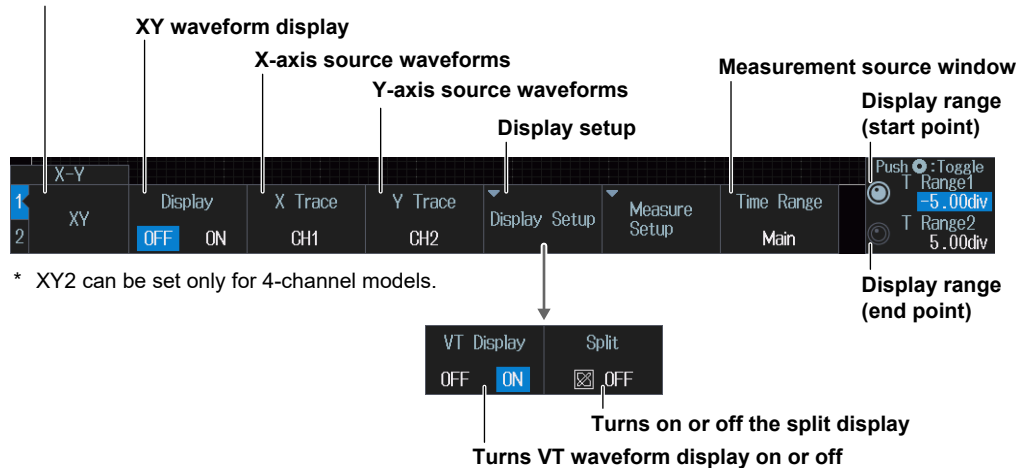 XY waveform display
X-axis source waveforms
Y-axis source waveforms
Display setup
Measurement source window
Display range
(start point)
X-Y
1
2
XY
Display
OFF ON
X Trace
CH1
Y Trace
CH2
Display Setup
Measure
Setup
Time Range
Main
Push :Toggle
T Range1
-5.00div
T Range2
5.00div
* XY2 can be set only for 4-channel models.
Display range
(end point)
VT Display
OFF ON
Split
OFF
Turns on or off the split display
Turns VT waveform display on or off